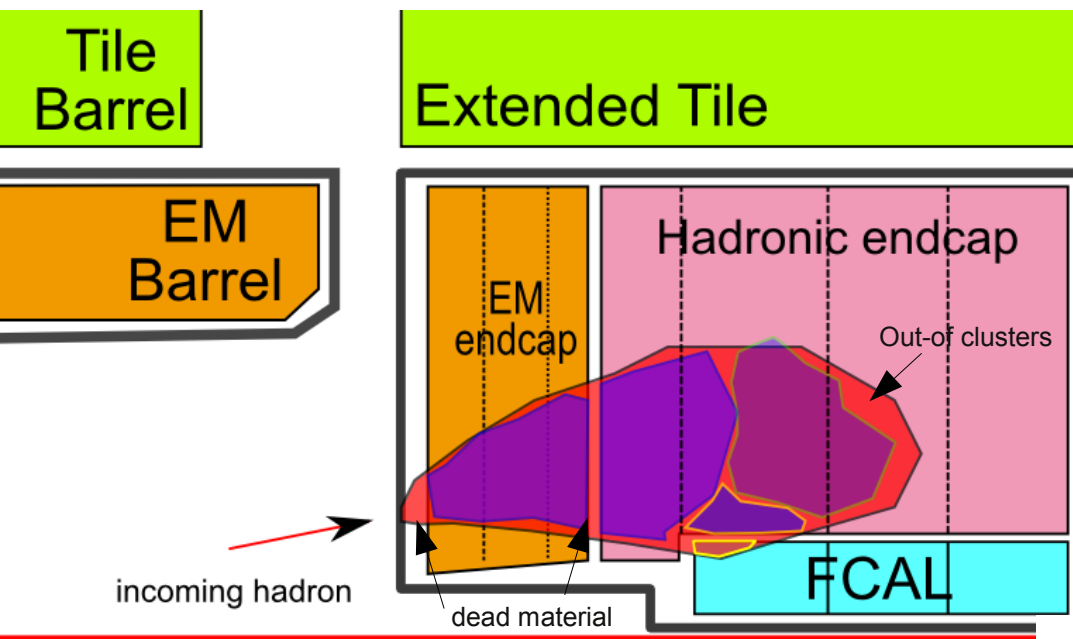 Tile
Barrel
Extended Tile
EM
Barrel
Hadronic endcap
EM
endcap
Out-of clusters
incoming hadron
dead material
FCAL